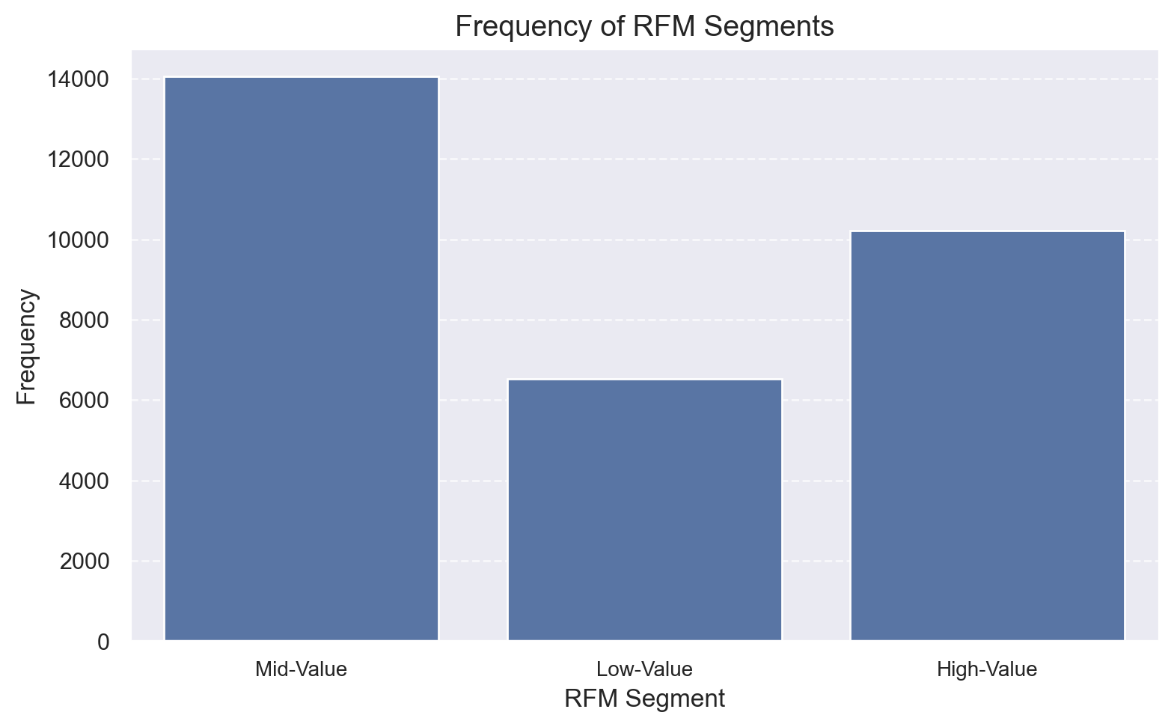 Frequency of RFM Segments
14000
12000
10000
8000
6000
4000
2000
0
Frequency
Mid-Value
Low-Value
High-Value
RFM Segment